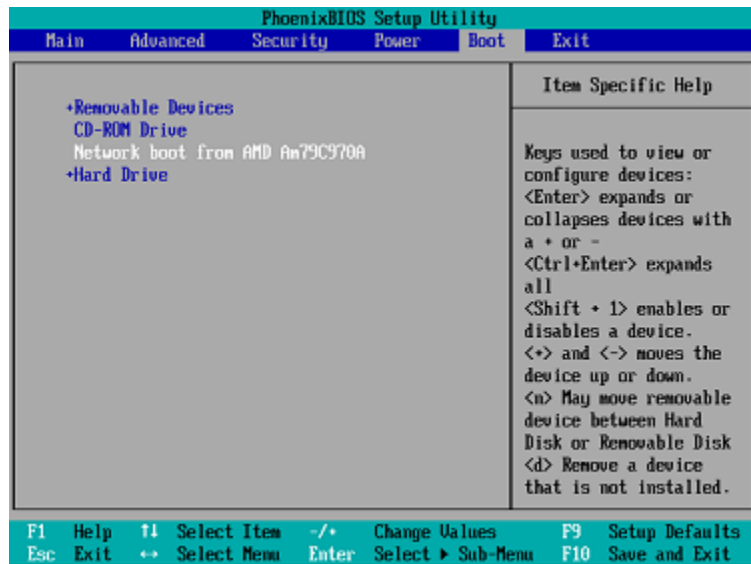 PhoenixBIOS Setup Utility
Main Advanced Security Power Boot Exit
+Removable Devices
CD-ROM Drive
Network boot from AMD Am79C970A
+Hard Drive
Item Specific Help
Keys used to view or
configure devices:
<Enter> expands or
collapses devices with
a + or -
<Ctrl+Enter> expands
all
<Shift + 1> enables or
disables a device.
<+> and <-> moves the
device up or down.
<n> May move removable
device between Hard
Disk or Removable Disk
<d> Remove a device
that is not installed.
F1 Help ↑↓ Select Item -/+ Change Values F9 Setup Defaults
Esc Exit ↔ Select Menu Enter Select ▶ Sub-Menu F10 Save and Exit